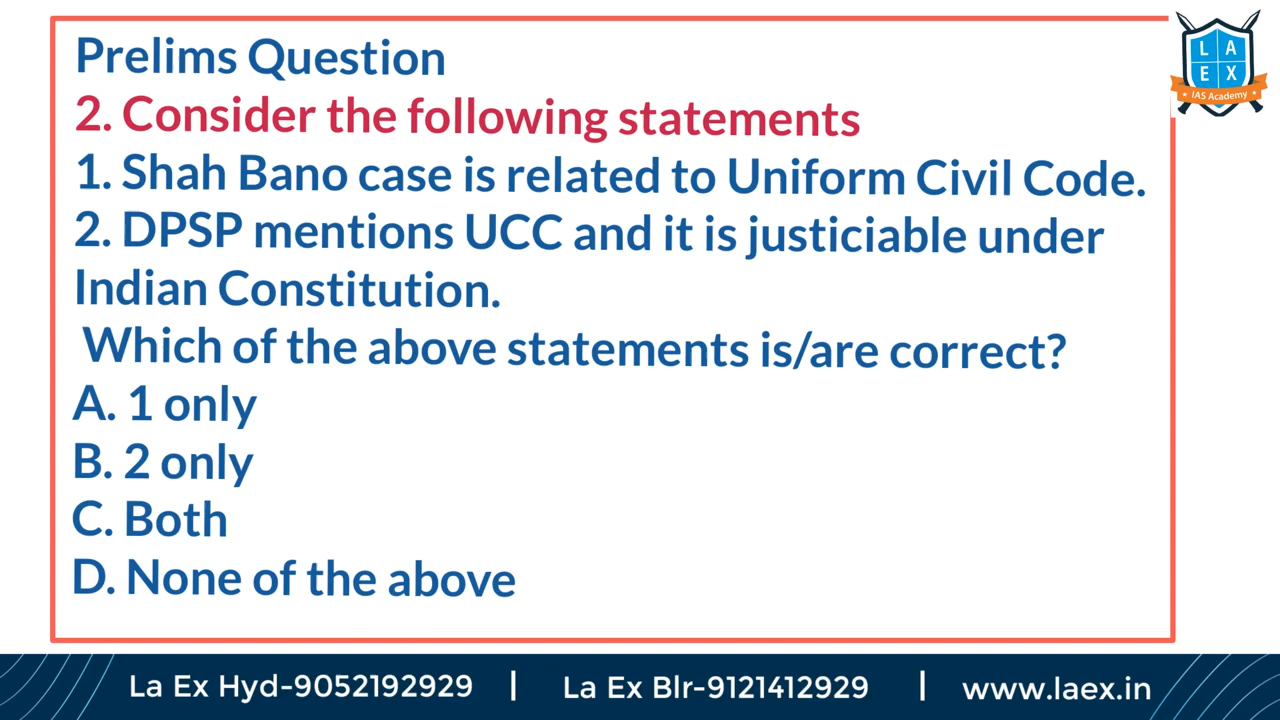 Prelims Question
2. Consider the following statements
1. Shah Bano case is related to Uniform Civil Code.
2. DPSP mentions UCC and it is justiciable under
Indian Constitution.
Which of the above statements is/are correct?
A. 1 only
B. 2 only
C. Both
D. None of the above
L A
E X
IAS Academy
La Ex Hyd-9052192929 | La Ex Blr-9121412929 | www.laex.in